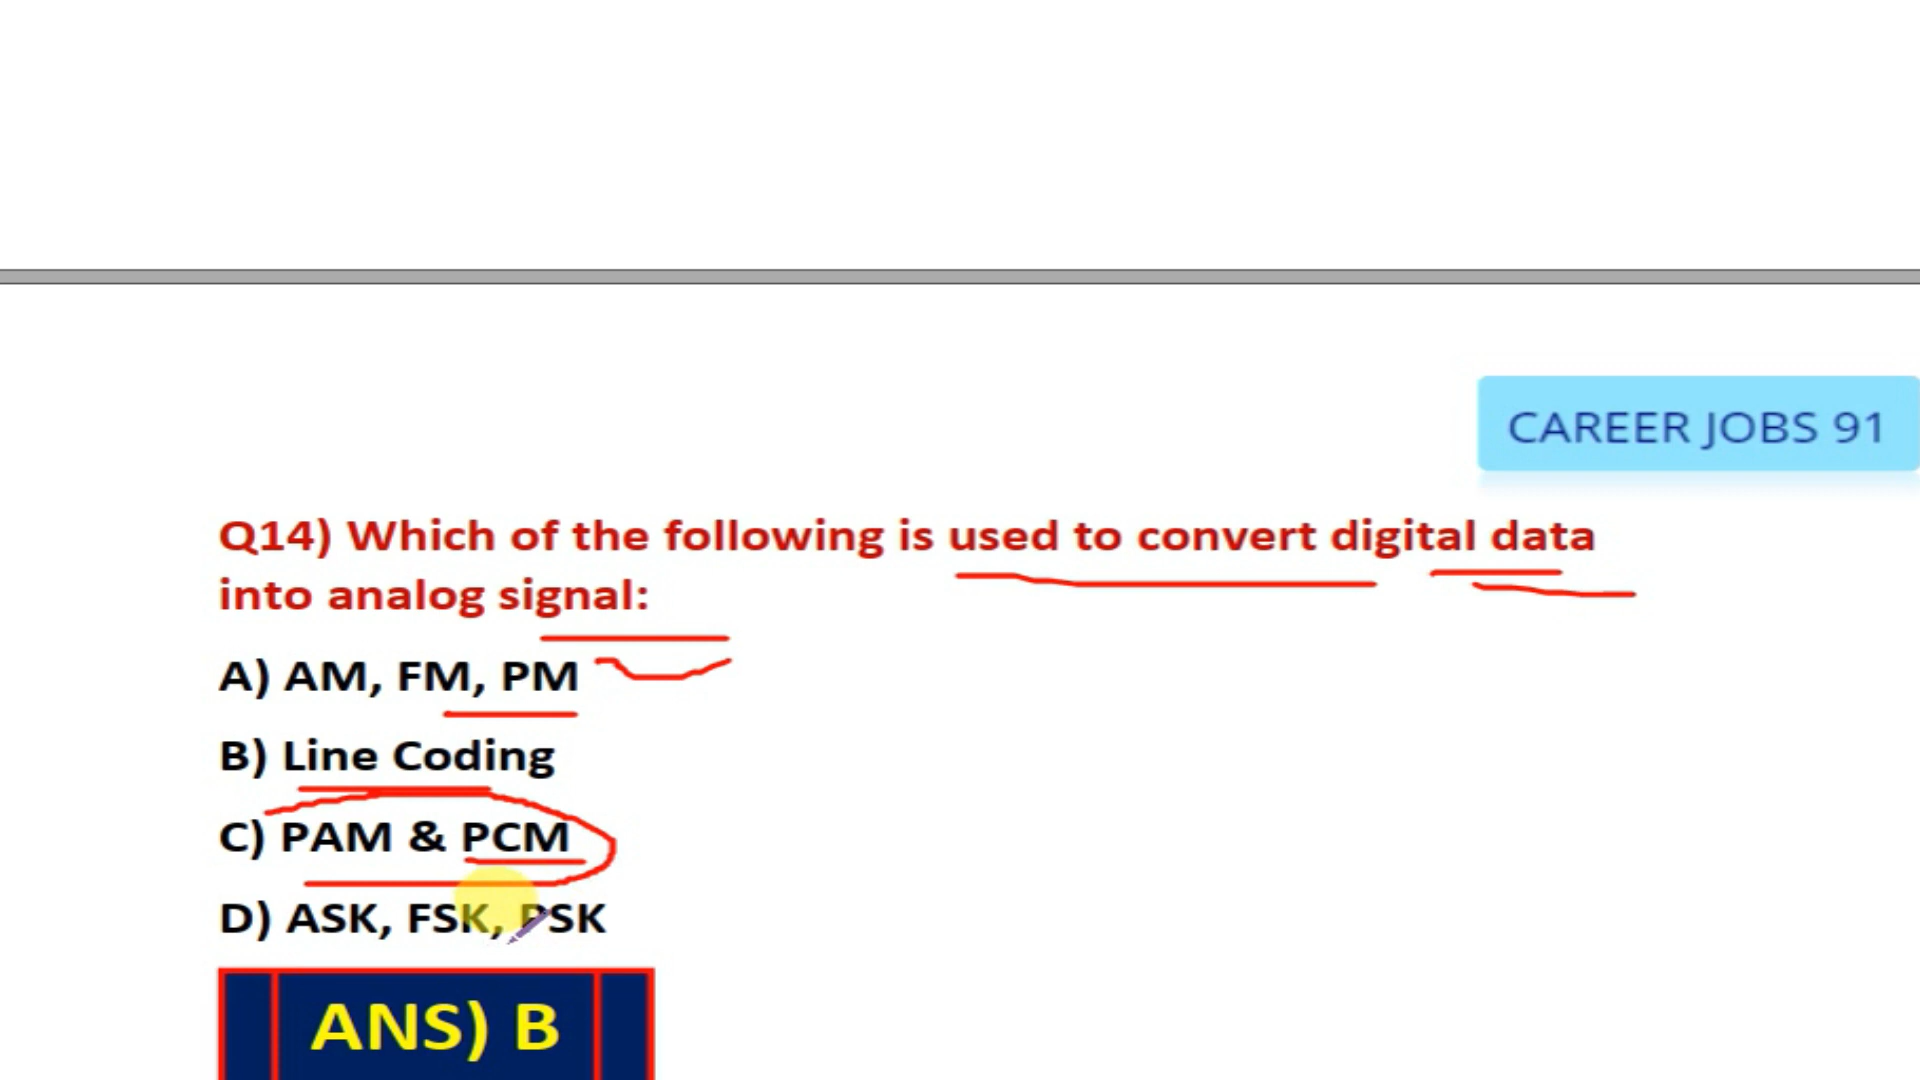 CAREER JOBS 91
Q14) Which of the following is used to convert digital data
into analog signal:
A) AM, FM, PM
B) Line Coding
C) PAM & PCM
D) ASK, FSK, PSK
ANS) B